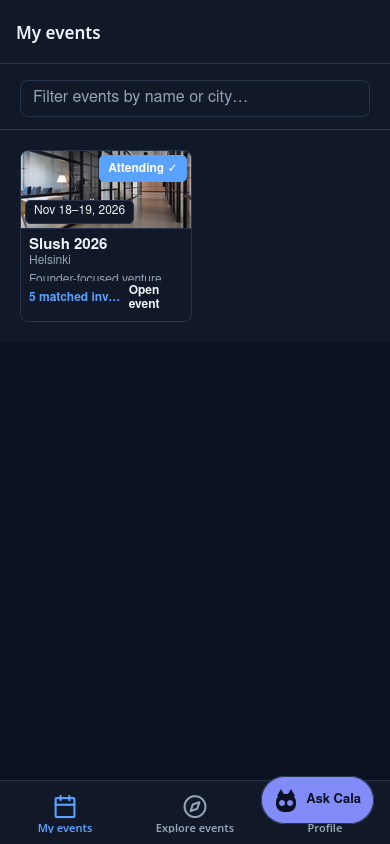 My events
Filter events by name or city…
Attending ✓
Nov 18–19, 2026
Slush 2026
Helsinki
Founder-focused venture
5 matched inv…
Open
event
My events
Explore events
Profile
Ask Cala